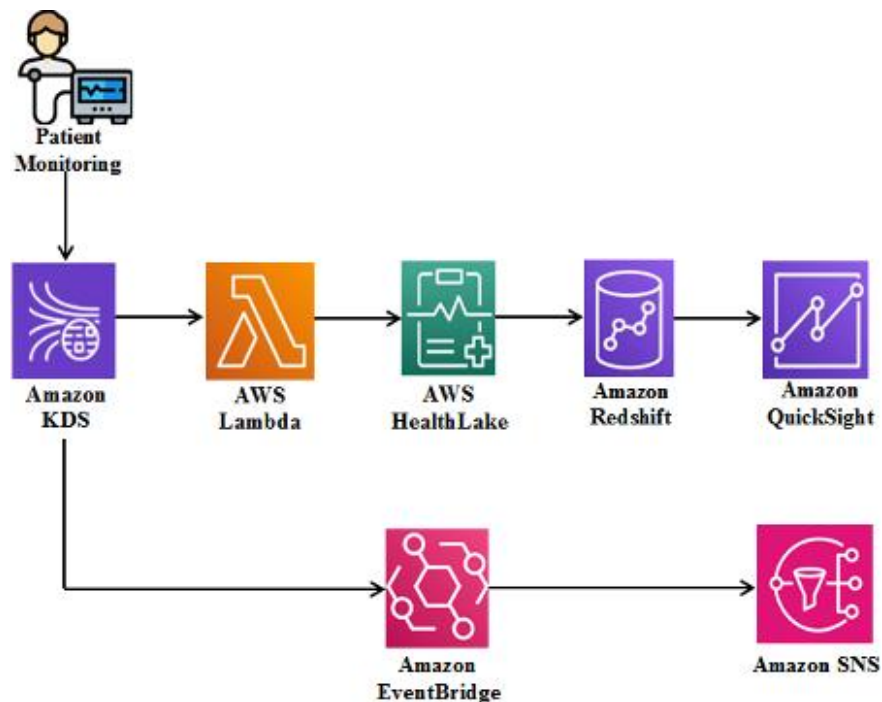 Patient
Monitoring
Amazon
KDS
AWS
Lambda
AWS
HealthLake
Amazon
Redshift
Amazon
QuickSight
Amazon
EventBridge
Amazon SNS